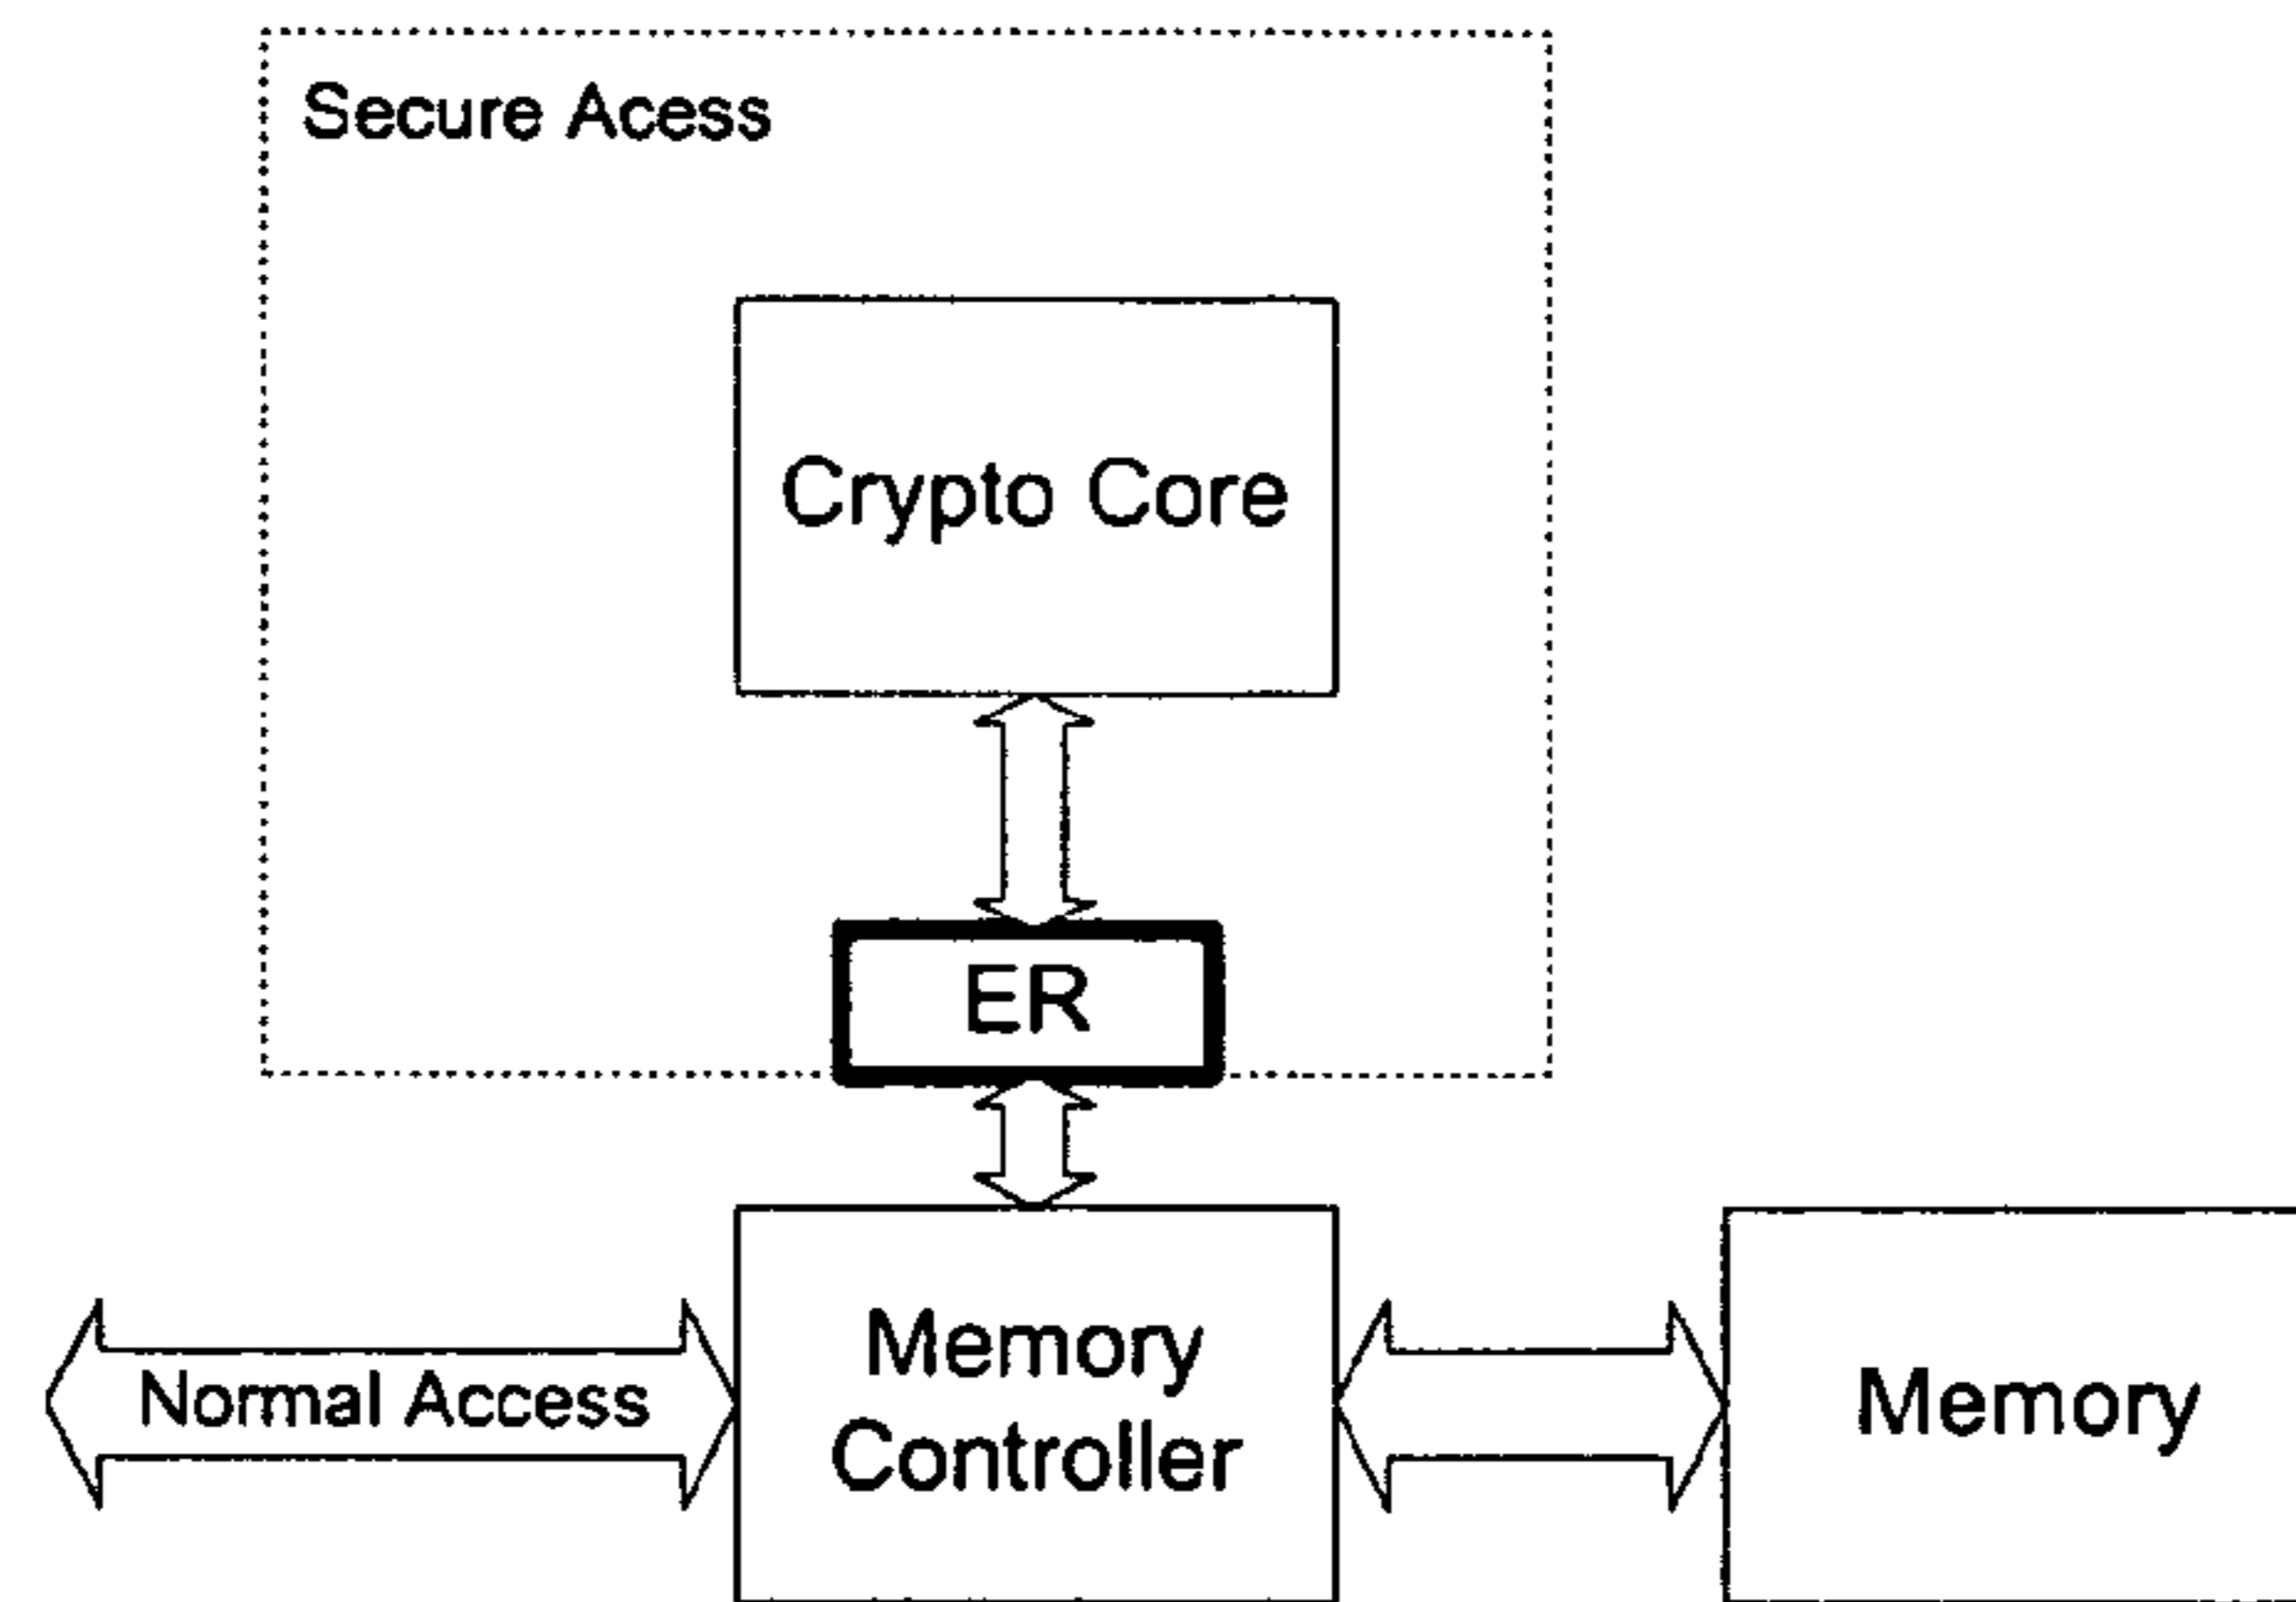 Secure Acess
Crypto Core
ER
Normal Access
Memory
Controller
Memory